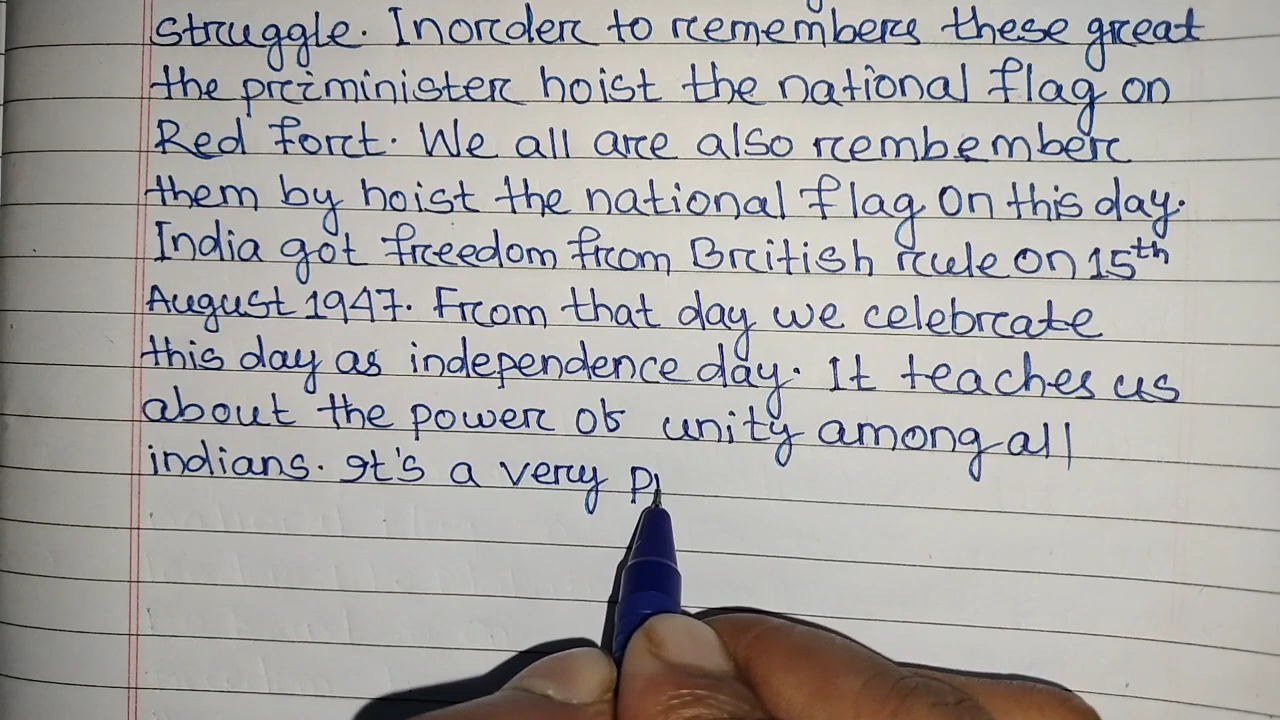 struggle. Inorder to remembers these great
the priminister hoist the national flag on
Red fort. We all are also rembember
them by hoist the national flag on this day.
India got freedom from British rule on 15th
August 1947. From that day we celebrate
this day as independence day. It teaches us
about the power of unity among all
indians. It's a very